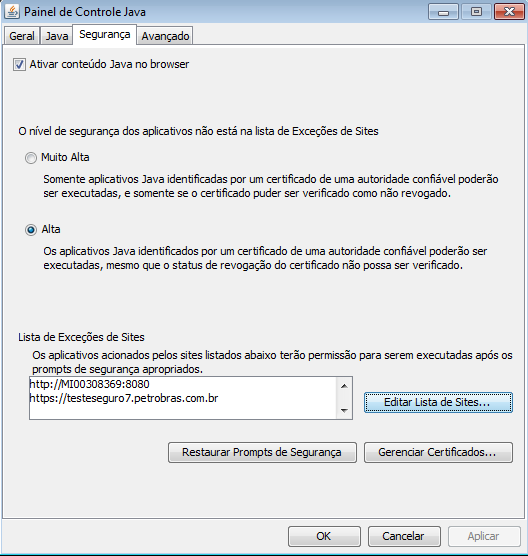 Painel de Controle Java
Geral Java Segurança Avançado
Ativar conteúdo Java no browser
O nível de segurança dos aplicativos não está na lista de Exceções de Sites
Muito Alta
Somente aplicativos Java identificadas por um certificado de uma autoridade confiável poderão
ser executadas, e somente se o certificado puder ser verificado como não revogado.
Alta
Os aplicativos Java identificados por um certificado de uma autoridade confiável poderão ser
executadas, mesmo que o status de revogação do certificado não possa ser verificado.
Lista de Exceções de Sites
Os aplicativos acionados pelos sites listados abaixo terão permissão para serem executadas após os
prompts de segurança apropriados.
http://MI00308369:8080
https://testeseguro7.petrobras.com.br
Editar Lista de Sites...
Restaurar Prompts de Segurança Gerenciar Certificados...
OK Cancelar Aplicar